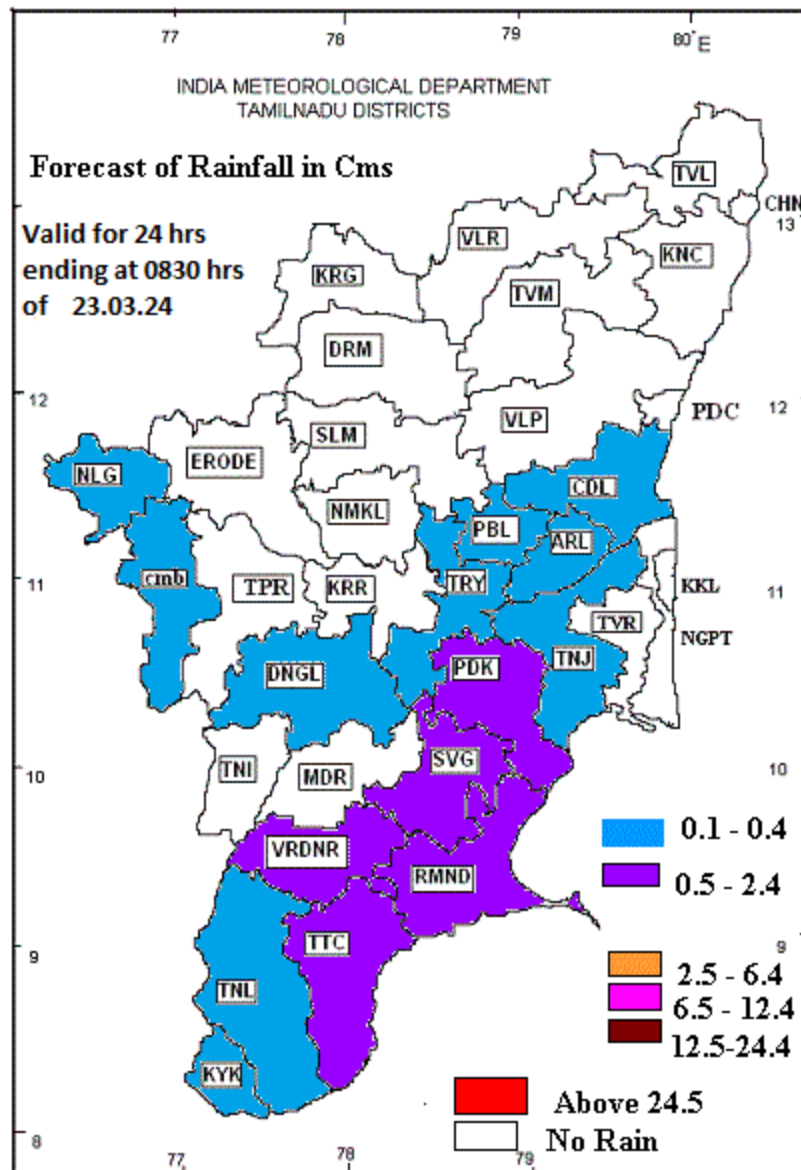 77 78 79 80° E
INDIA METEOROLOGICAL DEPARTMENT
TAMILNADU DISTRICTS
Forecast of Rainfall in Cms
TVL
CHN
13
Valid for 24 hrs
ending at 0830 hrs
of 23.03.24
VLR
KNC
KRG
TVM
DRM
12
12
PDC
VLP
SLM
ERODE
NLG
CDL
NMKL
PBL
ARL
11
cmb
TPR
KRR
TRY
KKL
11
TVR
NGPT
DNGL
PDK
TNJ
10
TNI
MDR
SVG
10
0.1 - 0.4
VRDNR
RMND
0.5 - 2.4
9
TTC
9
2.5 - 6.4
TNL
6.5 - 12.4
12.5-24.4
KYK
Above 24.5
8
No Rain
77 78 79